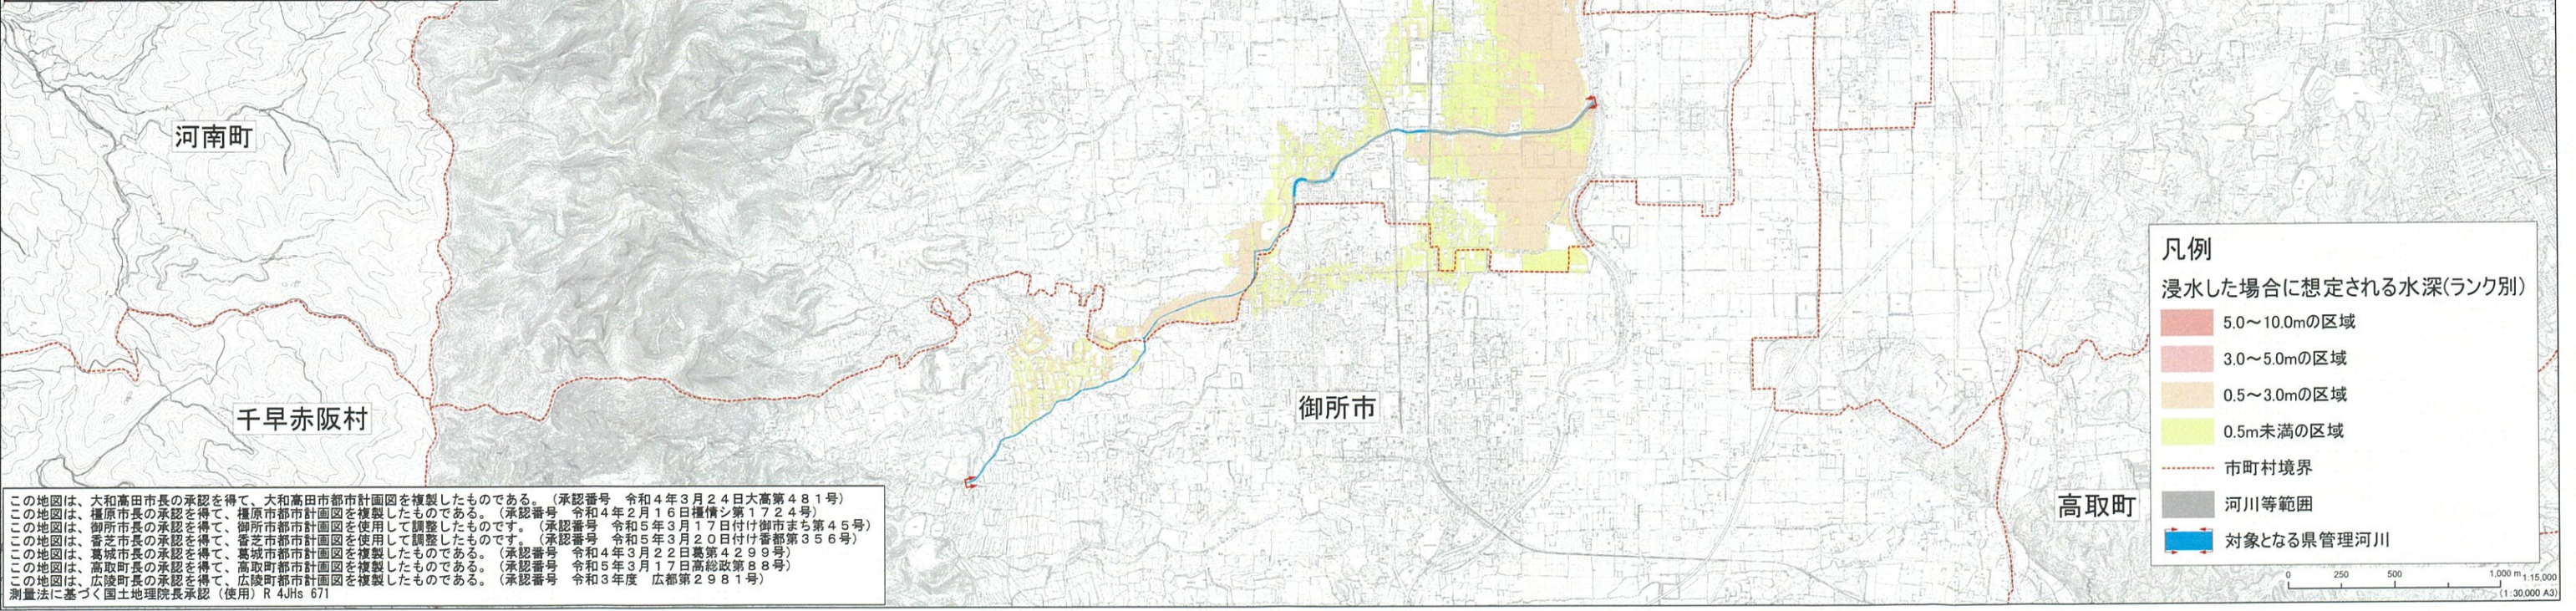 河南町
千早赤阪村
御所市
高取町
凡例
浸水した場合に想定される水深(ランク別)
5.0～10.0mの区域
3.0～5.0mの区域
0.5～3.0mの区域
0.5m未満の区域
市町村境界
河川等範囲
対象となる県管理河川
0 250 500 1,000 m
1:15,000
(1:30,000 A3)
この地図は、大和高田市長の承認を得て、大和高田市都市計画図を複製したものである。（承認番号　令和４年３月２４日大高第４８１号）
この地図は、橿原市長の承認を得て、橿原市都市計画図を複製したものである。（承認番号　令和４年２月１６日橿情シ第１７２４号）
この地図は、御所市長の承認を得て、御所市都市計画図を使用して調整したものです。（承認番号　令和５年３月１７日付け御市まち第４５号）
この地図は、香芝市長の承認を得て、香芝市都市計画図を使用して調整したものです。（承認番号　令和５年３月２０日付け香都第３５６号）
この地図は、葛城市長の承認を得て、葛城市都市計画図を複製したものである。（承認番号　令和４年３月２２日葛第４２９９号）
この地図は、高取町長の承認を得て、高取町都市計画図を複製したものである。（承認番号　令和５年３月１７日高総政第８８号）
この地図は、広陵町長の承認を得て、広陵町都市計画図を複製したものである。（承認番号　令和３年度　広都第２９８１号）
測量法に基づく国土地理院長承認（使用）R 4JHs 671